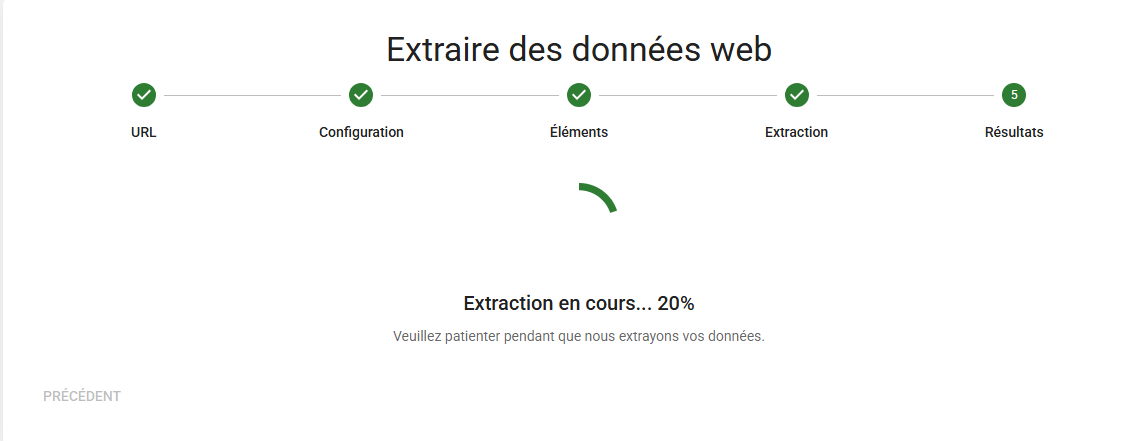 Extraire des données web
5
URL
Configuration
Éléments
Extraction
Résultats
Extraction en cours... 20%
Veuillez patienter pendant que nous extrayons vos données.
PRÉCÉDENT